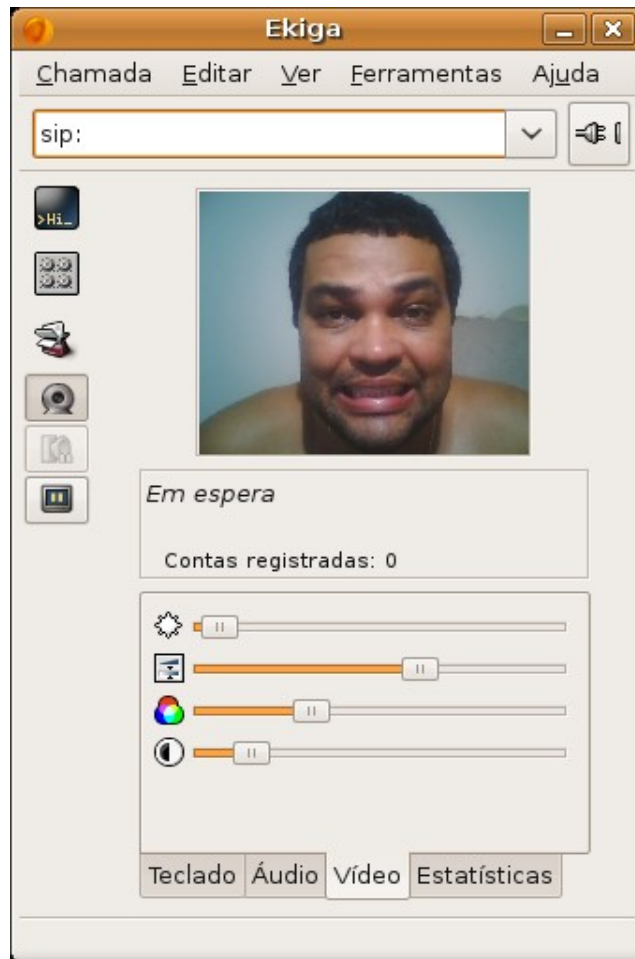 Ekiga
Chamada Editar Ver Ferramentas Ajuda
sip:
>Hi_
Em espera
Contas registradas: 0
Teclado Áudio Vídeo Estatísticas